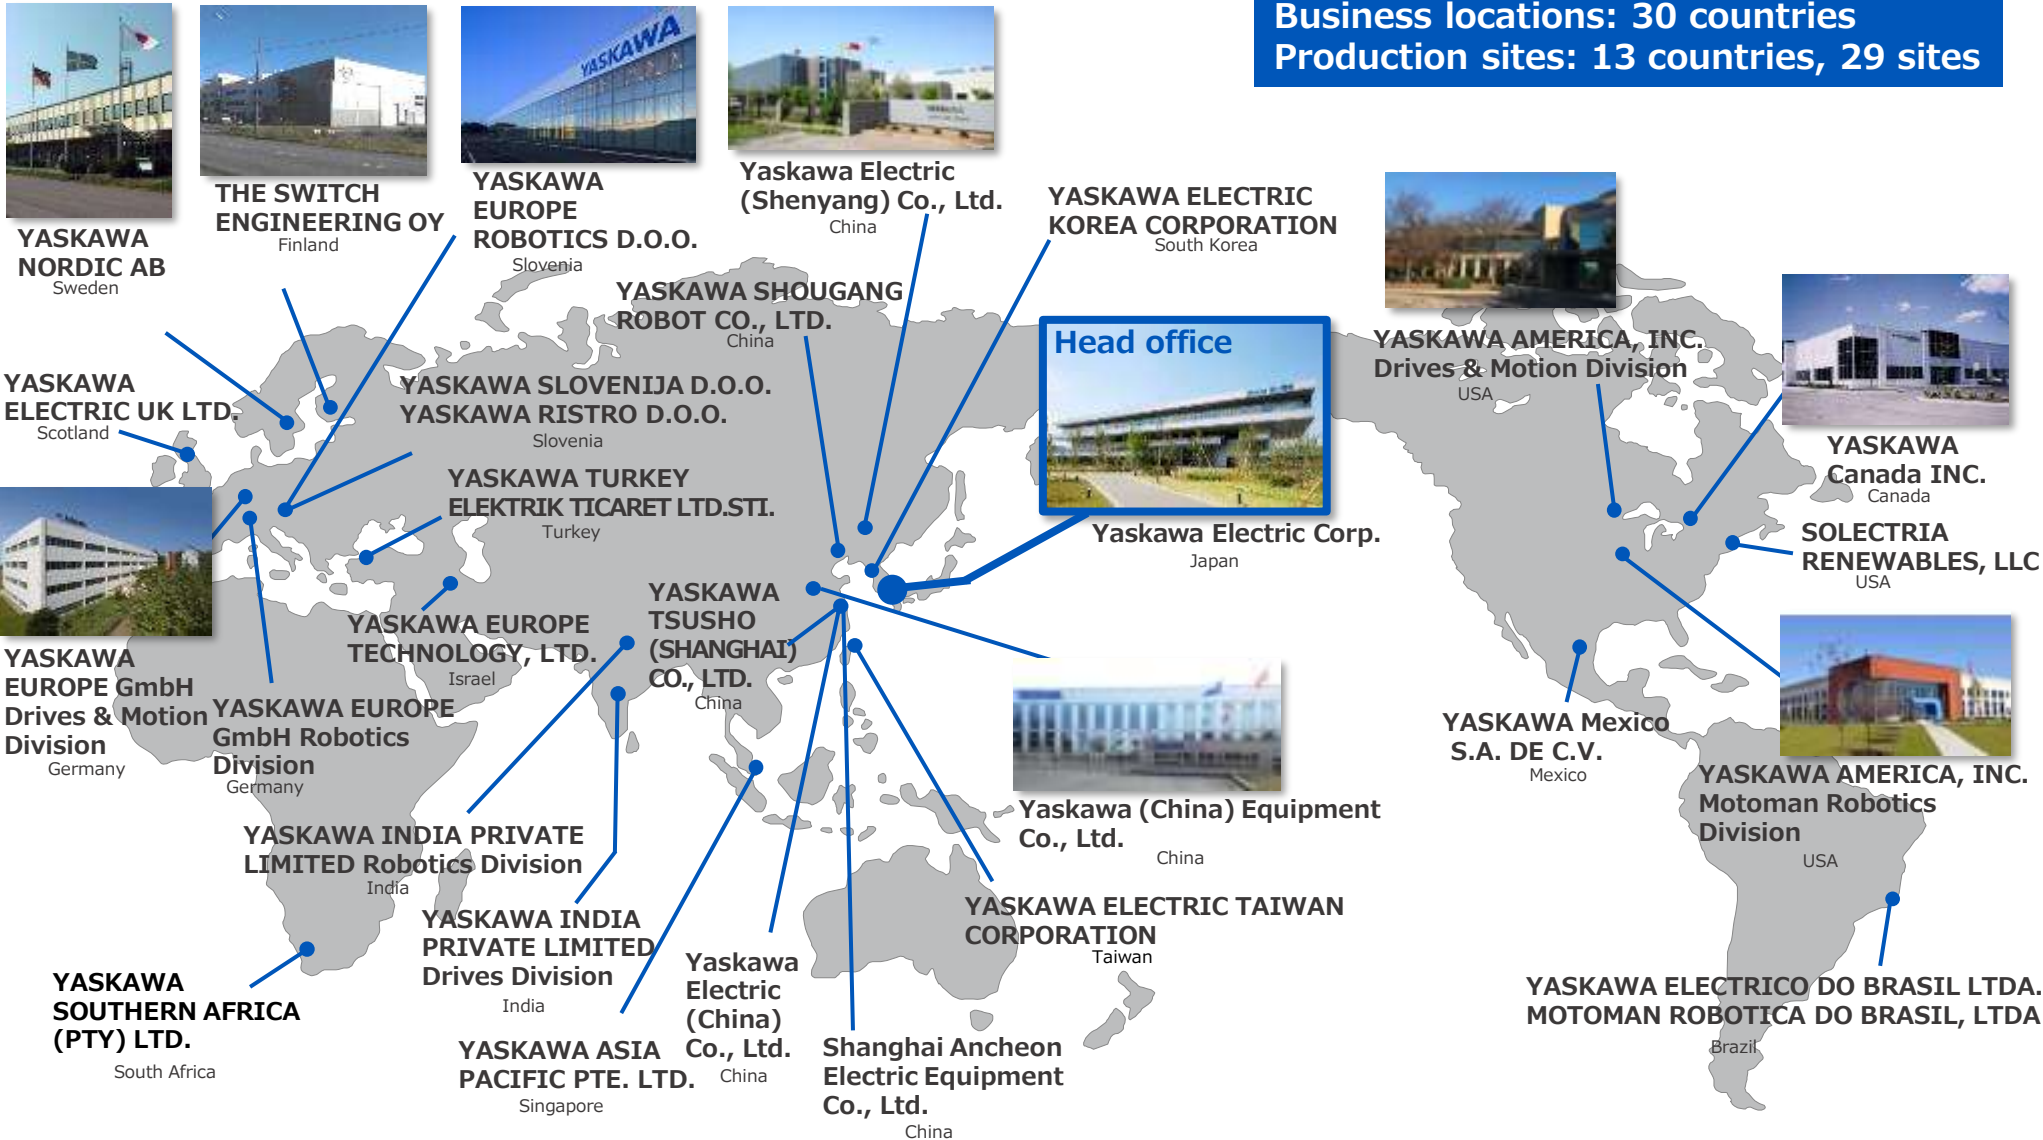 Business locations: 30 countries
Production sites: 13 countries, 29 sites
YASKAWA
NORDIC AB
Sweden
THE SWITCH
ENGINEERING OY
Finland
YASKAWA
YASKAWA
EUROPE
ROBOTICS D.O.O.
Slovenia
Yaskawa Electric
(Shenyang) Co., Ltd.
China
YASKAWA ELECTRIC
KOREA CORPORATION
South Korea
YASKAWA SHOUGANG
ROBOT CO., LTD.
China
Head office
Yaskawa Electric Corp.
Japan
YASKAWA AMERICA, INC.
Drives & Motion Division
USA
YASKAWA
Canada INC.
Canada
YASKAWA
ELECTRIC UK LTD.
Scotland
YASKAWA SLOVENIJA D.O.O.
YASKAWA RISTRO D.O.O.
Slovenia
YASKAWA TURKEY
ELEKTRIK TICARET LTD.STI.
Turkey
SOLECTRIA
RENEWABLES, LLC
USA
YASKAWA EUROPE
TECHNOLOGY, LTD.
Israel
YASKAWA
TSUSHO
(SHANGHAI)
CO., LTD.
China
YASKAWA
EUROPE GmbH
Drives & Motion
Division
Germany
YASKAWA EUROPE
GmbH Robotics
Division
Germany
YASKAWA Mexico
S.A. DE C.V.
Mexico
YASKAWA AMERICA, INC.
Motoman Robotics
Division
USA
Yaskawa (China) Equipment
Co., Ltd.
China
YASKAWA INDIA PRIVATE
LIMITED Robotics Division
India
YASKAWA INDIA
PRIVATE LIMITED
Drives Division
India
YASKAWA ELECTRIC TAIWAN
CORPORATION
Taiwan
YASKAWA
SOUTHERN AFRICA
(PTY) LTD.
South Africa
YASKAWA ASIA
PACIFIC PTE. LTD.
Singapore
Yaskawa
Electric
(China)
Co., Ltd.
China
Shanghai Ancheon
Electric Equipment
Co., Ltd.
China
YASKAWA ELECTRICO DO BRASIL LTDA.
MOTOMAN ROBOTICA DO BRASIL, LTDA
Brazil